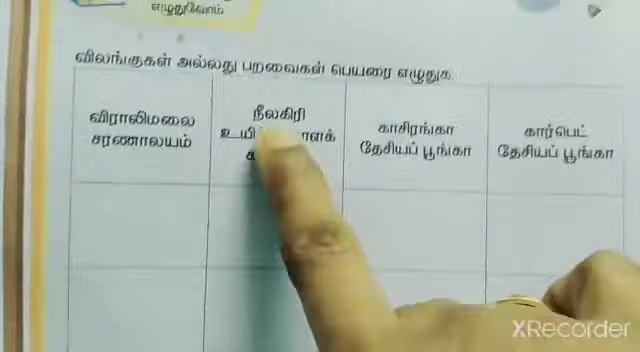 எழுதுவோம்
விலங்குகள் அல்லது பறவைகள் பெயரை எழுதுக
விராலிமலை
சரணாலயம்
நீலகிரி
காசிரங்கா
தேசியப் பூங்கா
கார்பெட்
தேசியப் பூங்கா
XRecorder